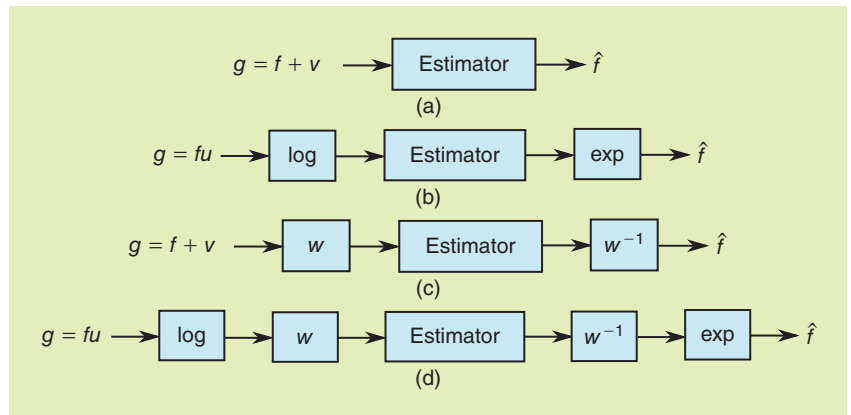 g = f + v Estimator f̂
(a)
g = fu log Estimator exp f̂
(b)
g = f + v w Estimator w⁻¹ f̂
(c)
g = fu log w Estimator w⁻¹ exp f̂
(d)